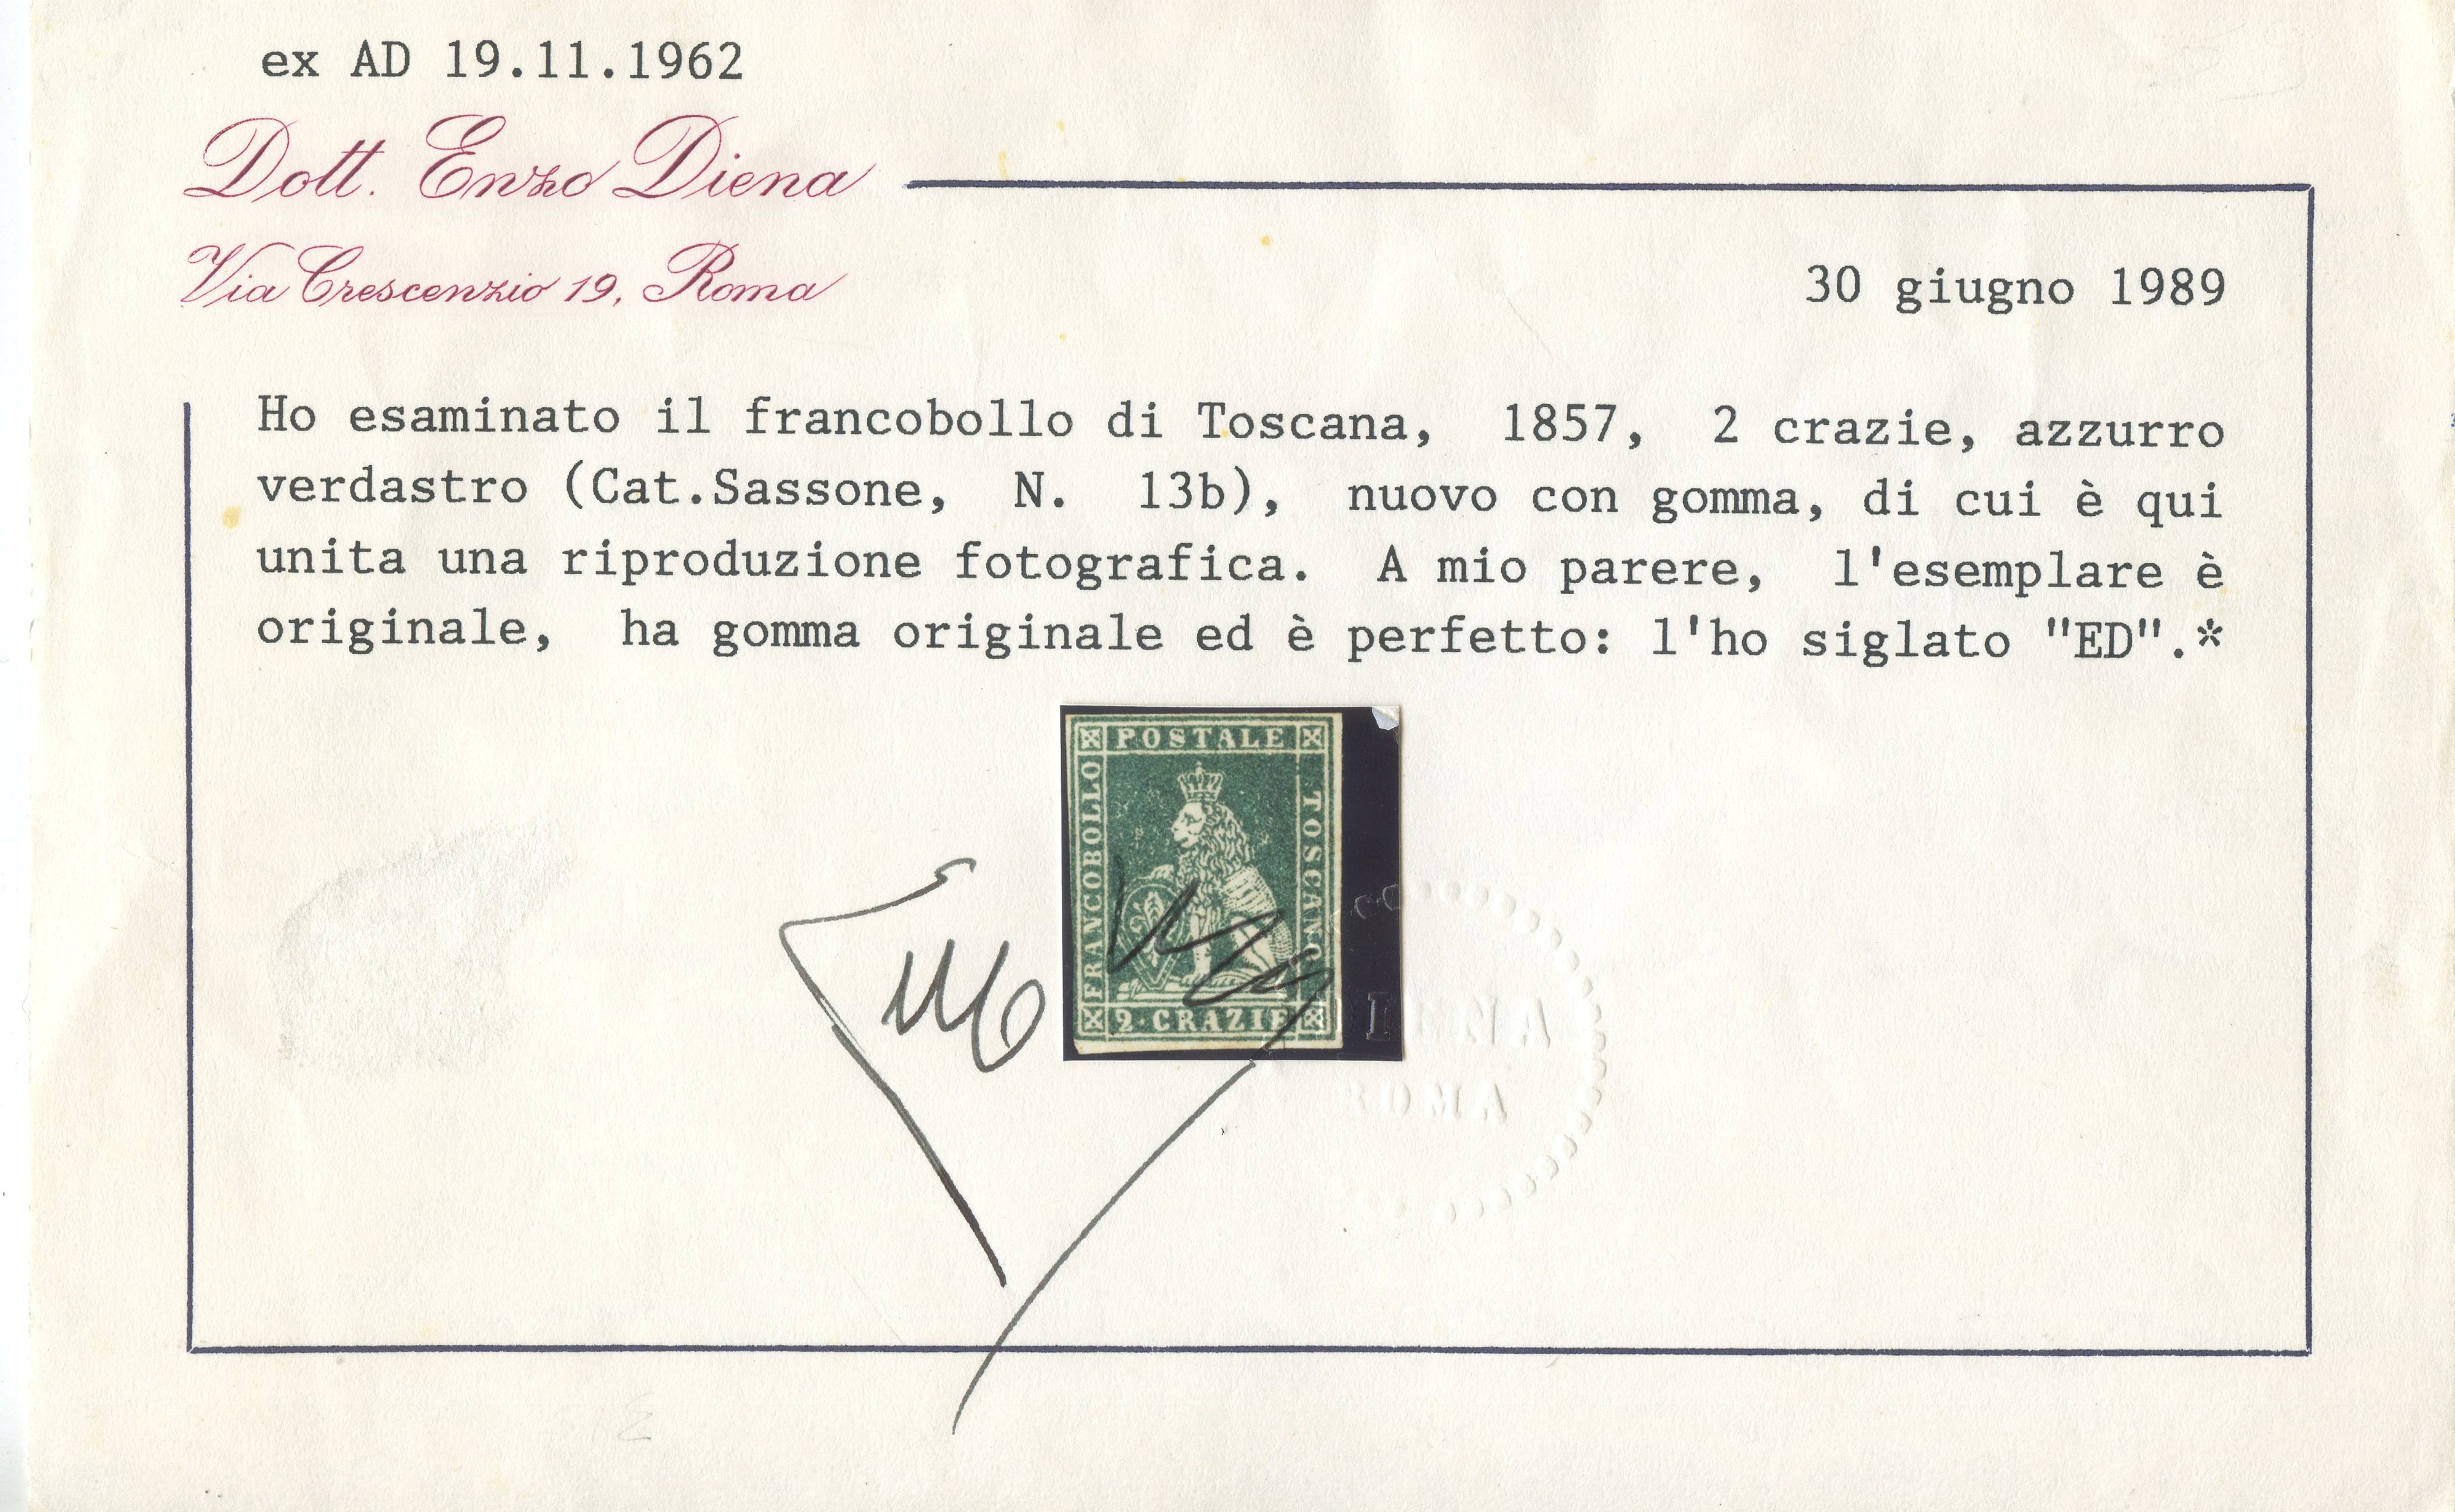 ex AD 19.11.1962
Dott. Enzo Diena
Via Crescenzio 19, Roma
30 giugno 1989
Ho esaminato il francobollo di Toscana, 1857, 2 crazie, azzurro
verdastro (Cat.Sassone, N. 13b), nuovo con gomma, di cui è qui
unita una riproduzione fotografica. A mio parere, l'esemplare è
originale, ha gomma originale ed è perfetto: l'ho siglato "ED".*
POSTALE
FRANCOBOLLO
TOSCANO
2·CRAZIE
DIENA
ROMA